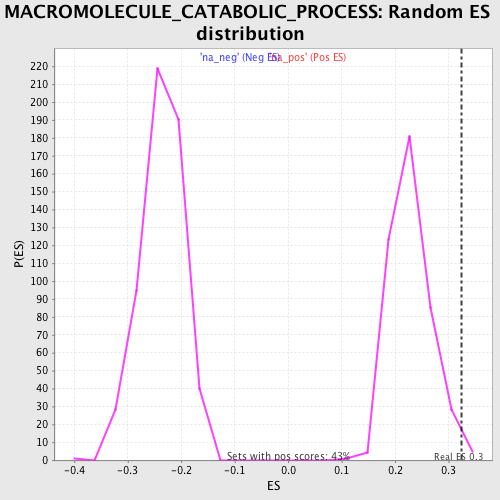 MACROMOLECULE_CATABOLIC_PROCESS: Random ES
distribution
'na_neg' (Neg ES) 'na_pos' (Pos ES)
220
210
200
190
180
170
160
150
140
130
120
110
100
90
80
70
60
50
40
30
20
10
0
P(ES)
Sets with pos scores: 43%
Real ES 0.3
-0.4 -0.3 -0.2 -0.1 0.0 0.1 0.2 0.3
ES